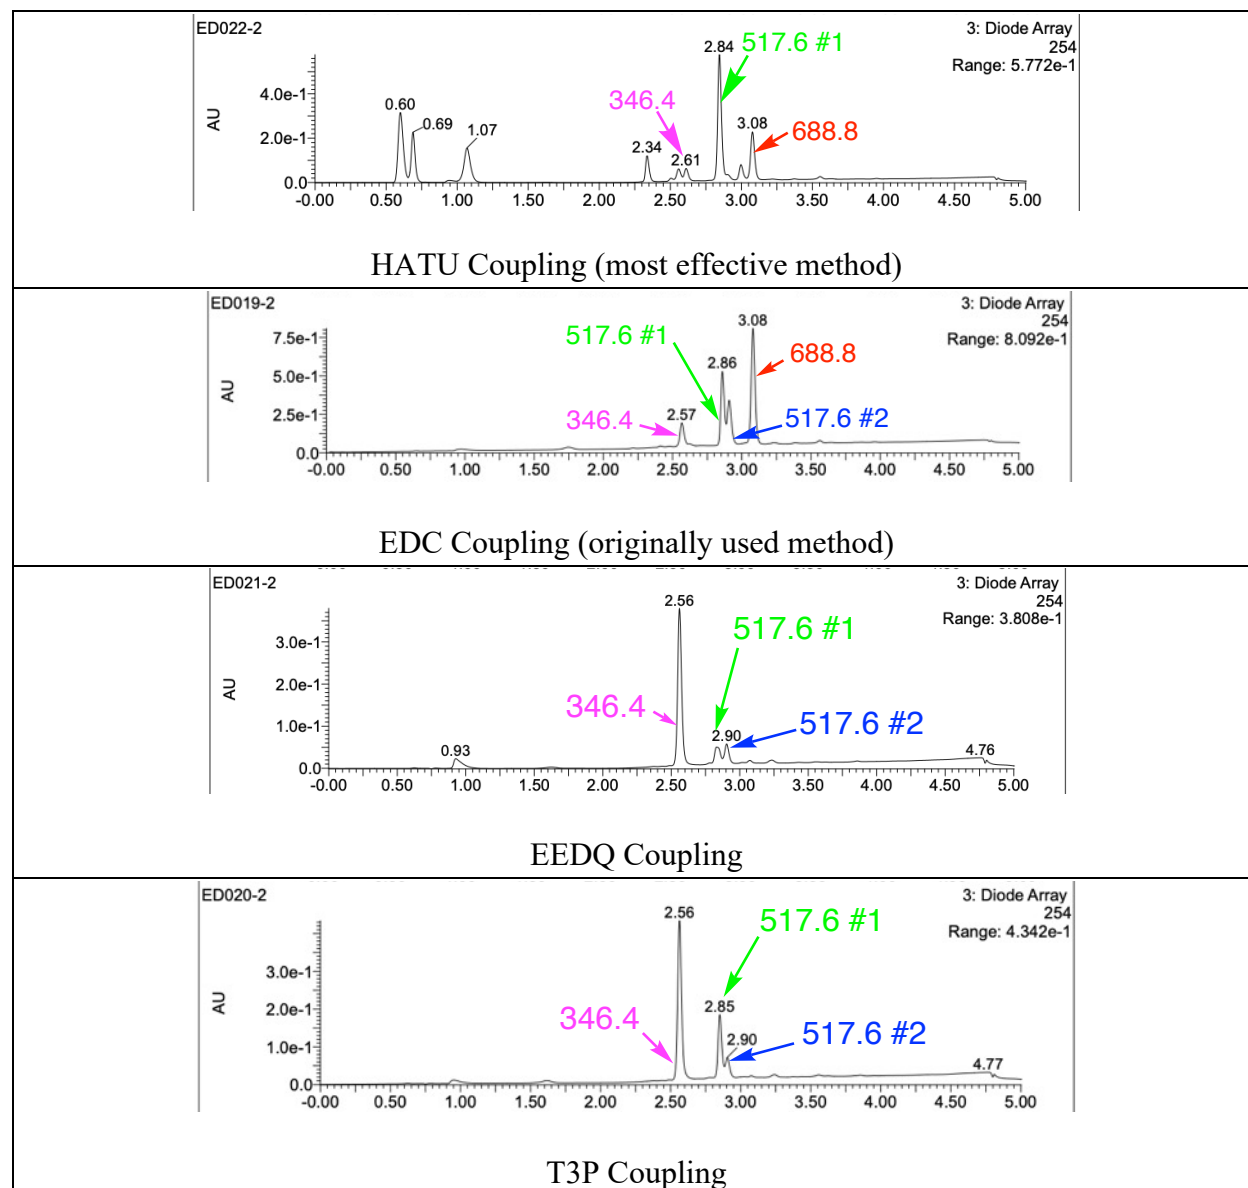 ED022-2
3: Diode Array
254
Range: 5.772e-1
2.84
517.6 #1
346.4
688.8
0.60
0.69
1.07
2.34
2.61
3.08
AU
4.0e-1
2.0e-1
0.0
-0.00 0.50 1.00 1.50 2.00 2.50 3.00 3.50 4.00 4.50 5.00
HATU Coupling (most effective method)
ED019-2
3: Diode Array
254
Range: 8.092e-1
3.08
517.6 #1
688.8
2.86
346.4
2.57
517.6 #2
AU
7.5e-1
5.0e-1
2.5e-1
0.0
-0.00 0.50 1.00 1.50 2.00 2.50 3.00 3.50 4.00 4.50 5.00
EDC Coupling (originally used method)
ED021-2
3: Diode Array
254
Range: 3.808e-1
2.56
517.6 #1
346.4
517.6 #2
2.90
0.93
4.76
AU
3.0e-1
2.0e-1
1.0e-1
0.0
-0.00 0.50 1.00 1.50 2.00 2.50 3.00 3.50 4.00 4.50 5.00
EEDQ Coupling
ED020-2
3: Diode Array
254
Range: 4.342e-1
2.56
517.6 #1
2.85
346.4
517.6 #2
2.90
4.77
AU
3.0e-1
2.0e-1
1.0e-1
0.0
-0.00 0.50 1.00 1.50 2.00 2.50 3.00 3.50 4.00 4.50 5.00
T3P Coupling